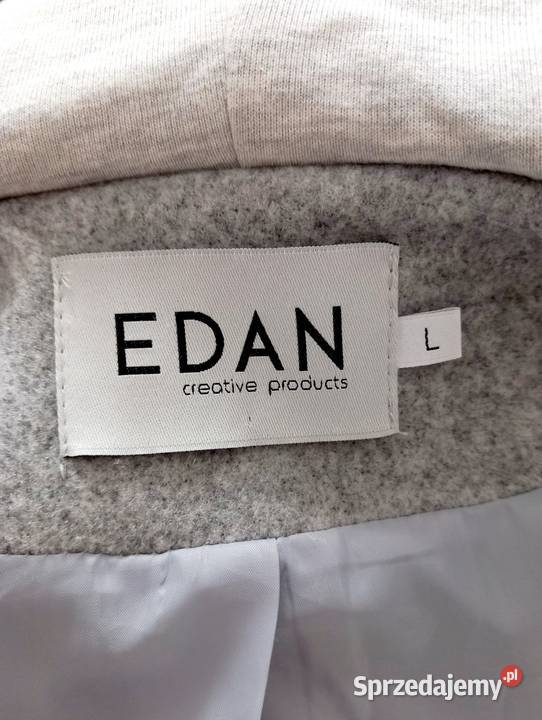 EDAN
creative products
L
Sprzedajemy.pl